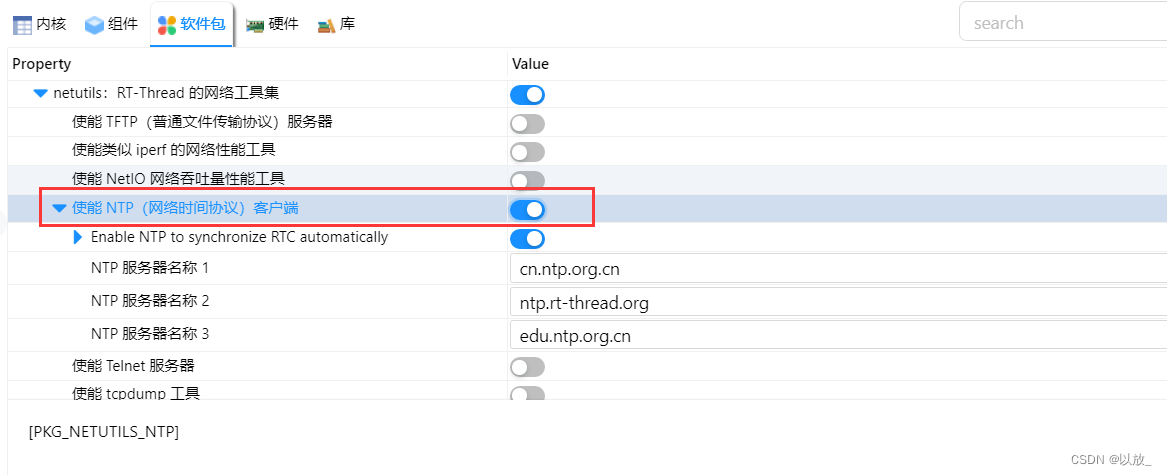 内核 组件 软件包 硬件 库 search
Property Value
netutils：RT-Thread 的网络工具集
使能 TFTP（普通文件传输协议）服务器
使能类似 iperf 的网络性能工具
使能 NetIO 网络吞吐量性能工具
使能 NTP（网络时间协议）客户端
Enable NTP to synchronize RTC automatically
NTP 服务器名称 1 cn.ntp.org.cn
NTP 服务器名称 2 ntp.rt-thread.org
NTP 服务器名称 3 edu.ntp.org.cn
使能 Telnet 服务器
使能 tcpdump 工具
[PKG_NETUTILS_NTP]
CSDN @以放_